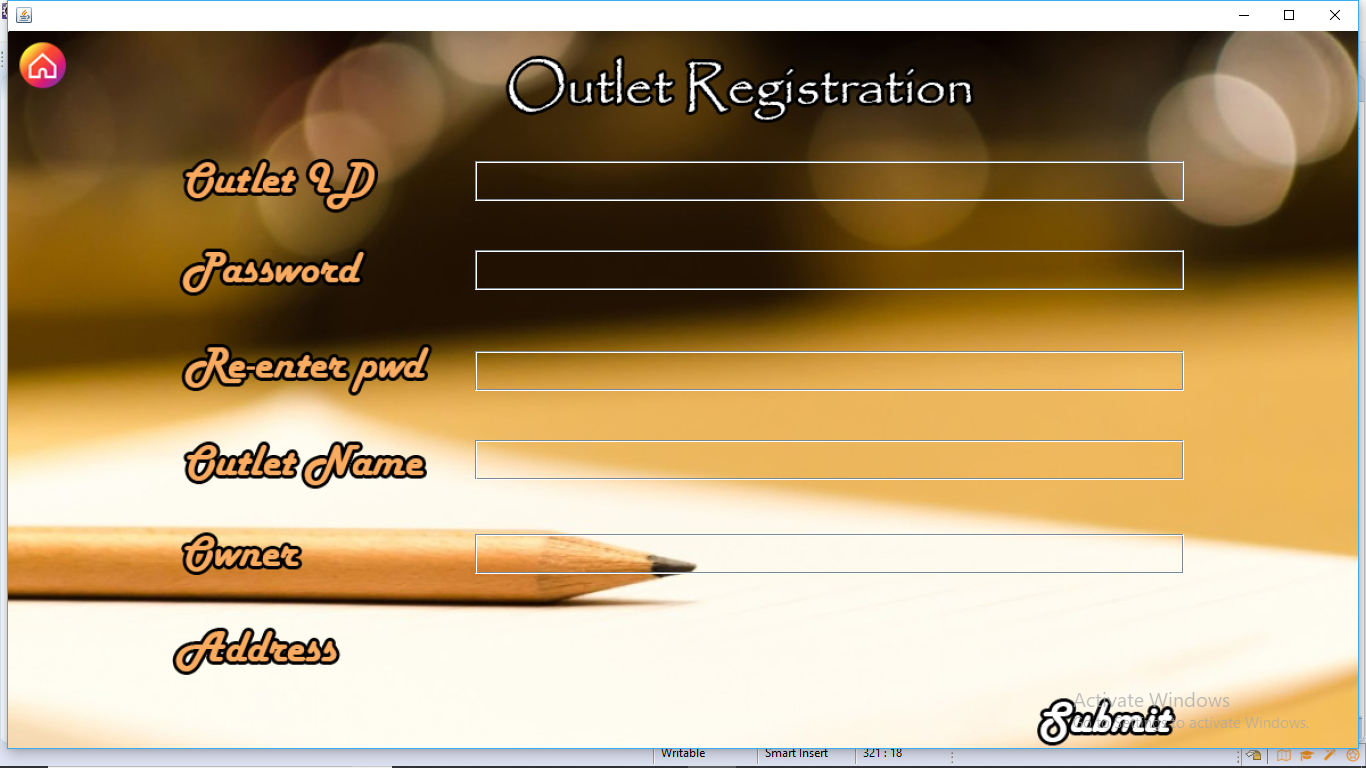 Outlet Registration
Outlet ID
Password
Re-enter pwd
Outlet Name
Owner
Address
Activate Windows
Submit
Go to Settings to activate Windows.
Writable
Smart Insert
321 : 18